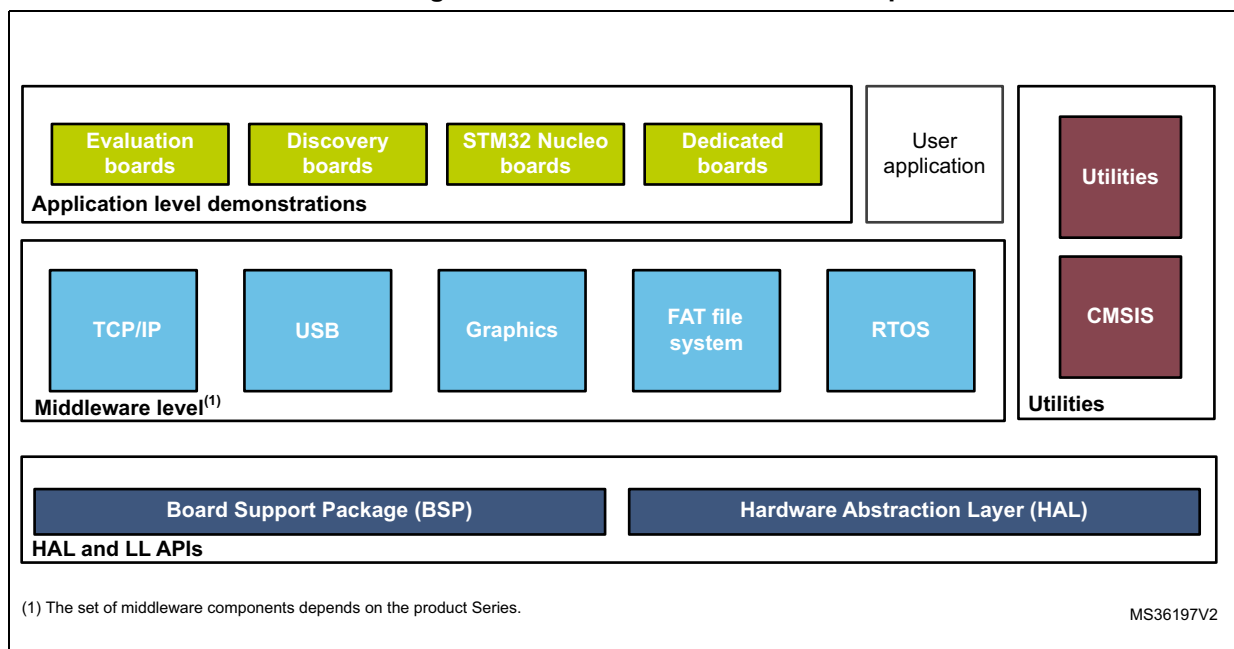 Evaluation
boards
Discovery
boards
STM32 Nucleo
boards
Dedicated
boards
Application level demonstrations
User
application
Utilities
CMSIS
Utilities
TCP/IP
USB
Graphics
FAT file
system
RTOS
Middleware level(1)
Board Support Package (BSP)
Hardware Abstraction Layer (HAL)
HAL and LL APIs
(1) The set of middleware components depends on the product Series.
MS36197V2